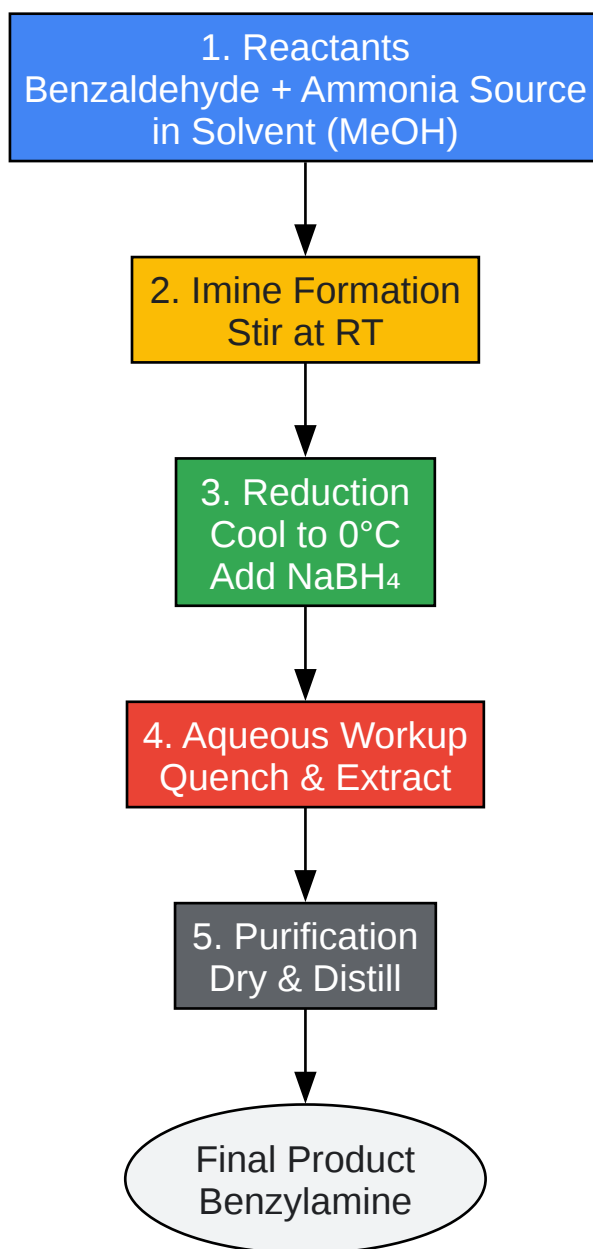 1. Reactants
Benzaldehyde + Ammonia Source
in Solvent (MeOH)
2. Imine Formation
Stir at RT
3. Reduction
Cool to 0°C
Add NaBH₄
4. Aqueous Workup
Quench & Extract
5. Purification
Dry & Distill
Final Product
Benzylamine